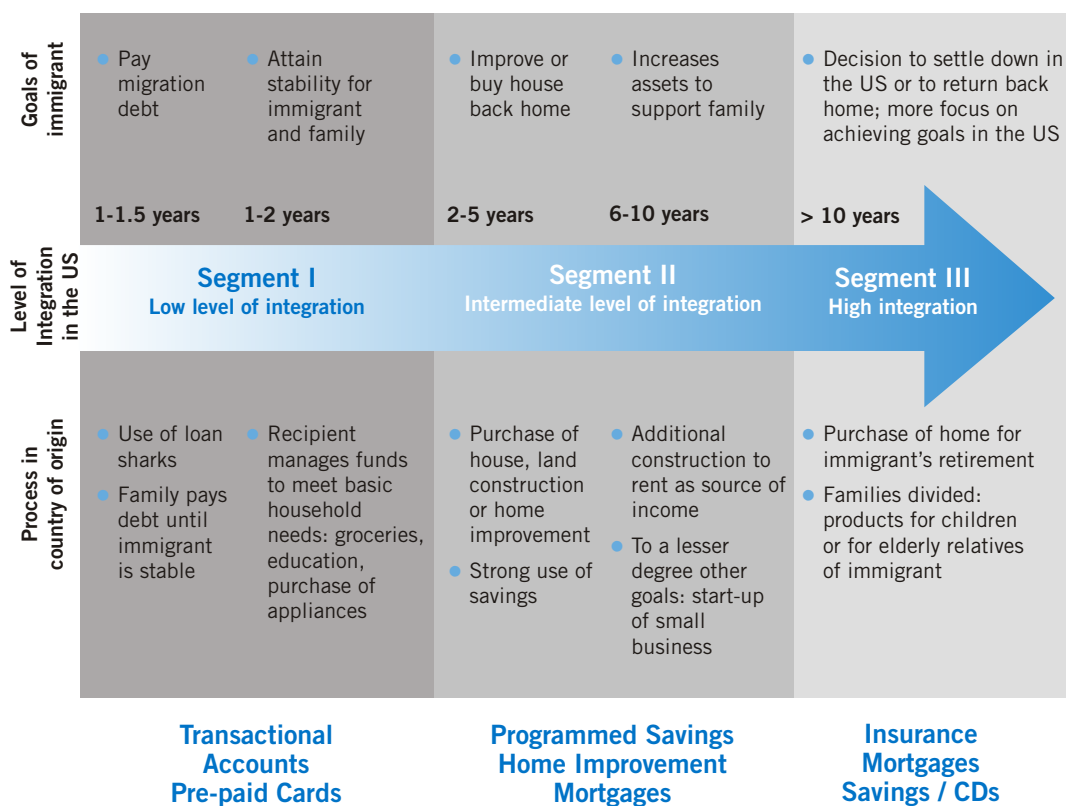 Goals of
immigrant
Pay
migration
debt
Attain
stability for
immigrant
and family
Improve or
buy house
back home
Increases
assets to
support family
Decision to settle down in
the US or to return back
home; more focus on
achieving goals in the US
1-1.5 years
1-2 years
2-5 years
6-10 years
> 10 years
Level of
Integration
in the US
Segment I
Low level of integration
Segment II
Intermediate level of integration
Segment III
High integration
Process in
country of origin
Use of loan
sharks
Family pays
debt until
immigrant
is stable
Recipient
manages funds
to meet basic
household
needs: groceries,
education,
purchase of
appliances
Purchase of
house, land
construction
or home
improvement
Strong use of
savings
Additional
construction to
rent as source of
income
To a lesser
degree other
goals: start-up
of small
business
Purchase of home for
immigrant’s retirement
Families divided:
products for children
or for elderly relatives
of immigrant
Transactional
Accounts
Pre-paid Cards
Programmed Savings
Home Improvement
Mortgages
Insurance
Mortgages
Savings / CDs